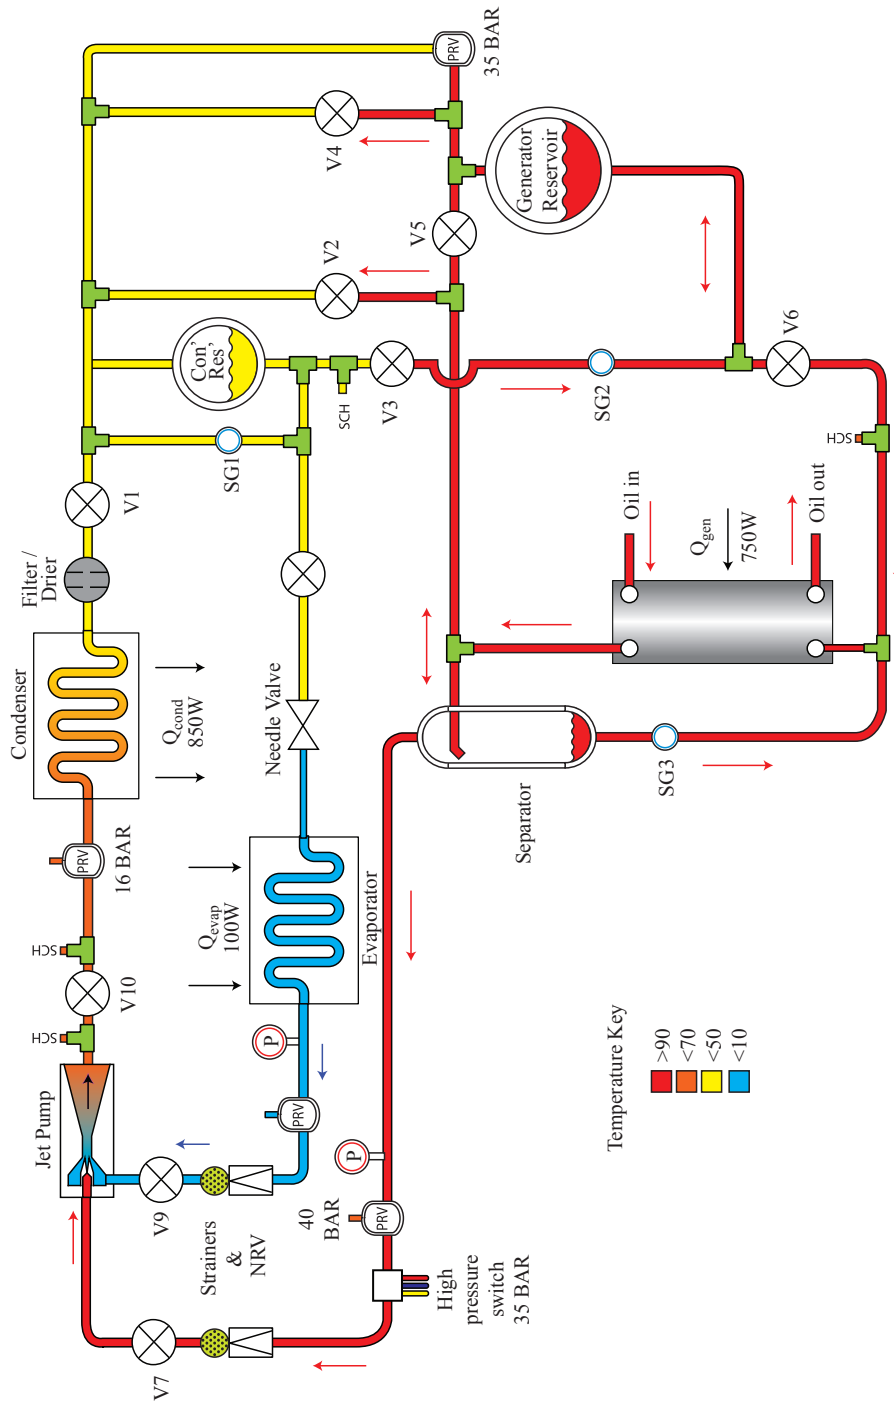 Jet Pump
SCH
V10
SCH
16 BAR
PRV
Condenser
Q_cond
850W
Filter /
Drier
V1
SG1
Con'
Res'
V2
V4
PRV
35 BAR
V9
Strainers
&
NRV
PRV
P
Q_evap
100W
Evaporator
Needle Valve
SCH
V3
V5
Generator
Reservoir
V7
High
pressure
switch
35 BAR
40
BAR
PRV
P
Separator
SG2
V6
SG3
Oil in
Q_gen
750W
Oil out
SCH
Temperature Key
>90
<70
<50
<10